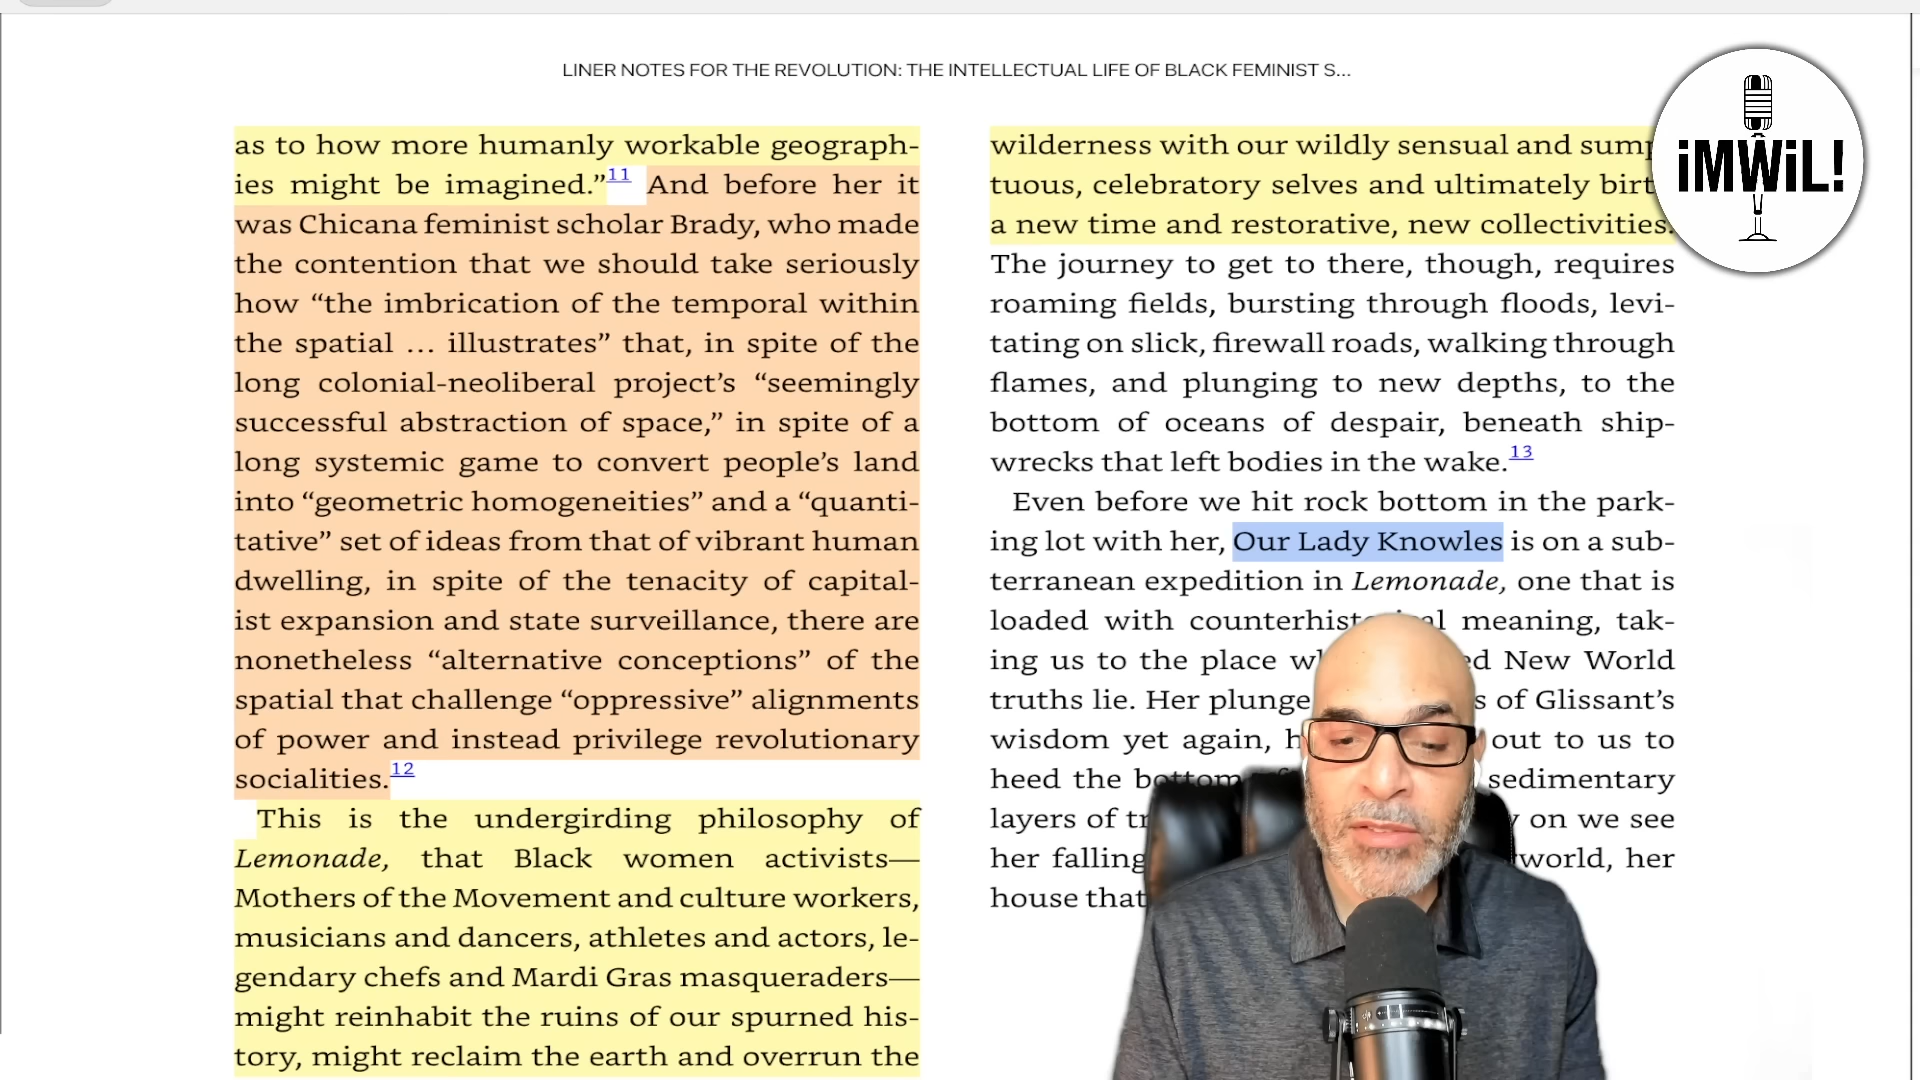 LINER NOTES FOR THE REVOLUTION: THE INTELLECTUAL LIFE OF BLACK FEMINIST S...
as to how more humanly workable geograph-
ies might be imagined.”11 And before her it
was Chicana feminist scholar Brady, who made
the contention that we should take seriously
how “the imbrication of the temporal within
the spatial … illustrates” that, in spite of the
long colonial-neoliberal project’s “seemingly
successful abstraction of space,” in spite of a
long systemic game to convert people’s land
into “geometric homogeneities” and a “quanti-
tative” set of ideas from that of vibrant human
dwelling, in spite of the tenacity of capital-
ist expansion and state surveillance, there are
nonetheless “alternative conceptions” of the
spatial that challenge “oppressive” alignments
of power and instead privilege revolutionary
socialities.12
This is the undergirding philosophy of
Lemonade, that Black women activists—
Mothers of the Movement and culture workers,
musicians and dancers, athletes and actors, le-
gendary chefs and Mardi Gras masqueraders—
might reinhabit the ruins of our spurned his-
tory, might reclaim the earth and overrun the
wilderness with our wildly sensual and sump
tuous, celebratory selves and ultimately birt
a new time and restorative, new collectivities.
The journey to get to there, though, requires
roaming fields, bursting through floods, levi-
tating on slick, firewall roads, walking through
flames, and plunging to new depths, to the
bottom of oceans of despair, beneath ship-
wrecks that left bodies in the wake.13
Even before we hit rock bottom in the park-
ing lot with her, Our Lady Knowles is on a sub-
terranean expedition in Lemonade, one that is
loaded with meaning, tak-
ing us to the place New World
truths lie. Her plunge of Glissant’s
wisdom yet again, out to us to
heed the bottom sedimentary
layers of on we see
her falling world, her
house that
iMWiL!